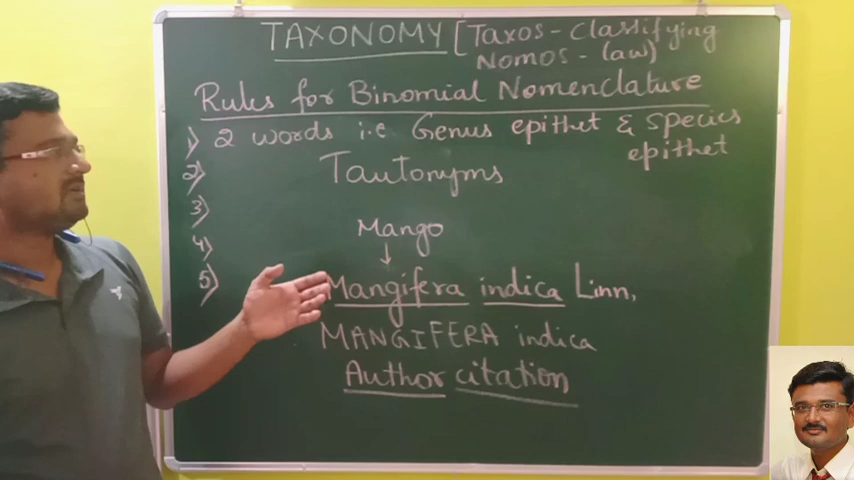 TAXONOMY [Taxos - Classifying
Nomos - law)
Rules for Binomial Nomenclature
1) 2 words i.e Genus epithet & species
epithet
2) Tautonyms
3)
Mango
4) ↓
5) Mangifera indica Linn,
MANGIFERA indica
Author citation